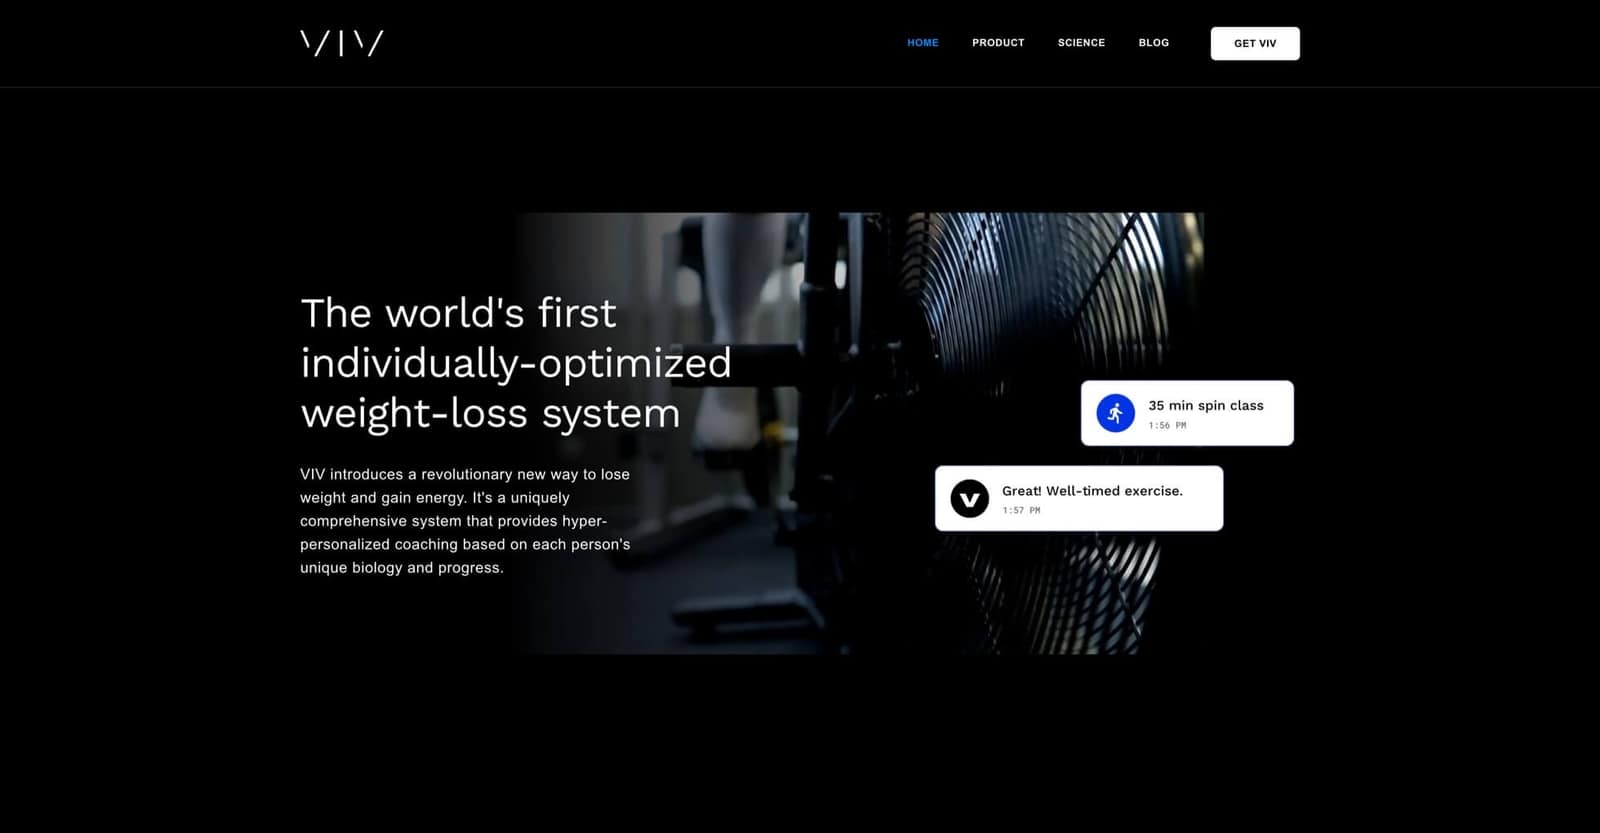 VIV
HOME PRODUCT SCIENCE BLOG GET VIV
The world's first
individually-optimized
weight-loss system
VIV introduces a revolutionary new way to lose
weight and gain energy. It's a uniquely
comprehensive system that provides hyper-
personalized coaching based on each person's
unique biology and progress.
35 min spin class
1:56 PM
V
Great! Well-timed exercise.
1:57 PM